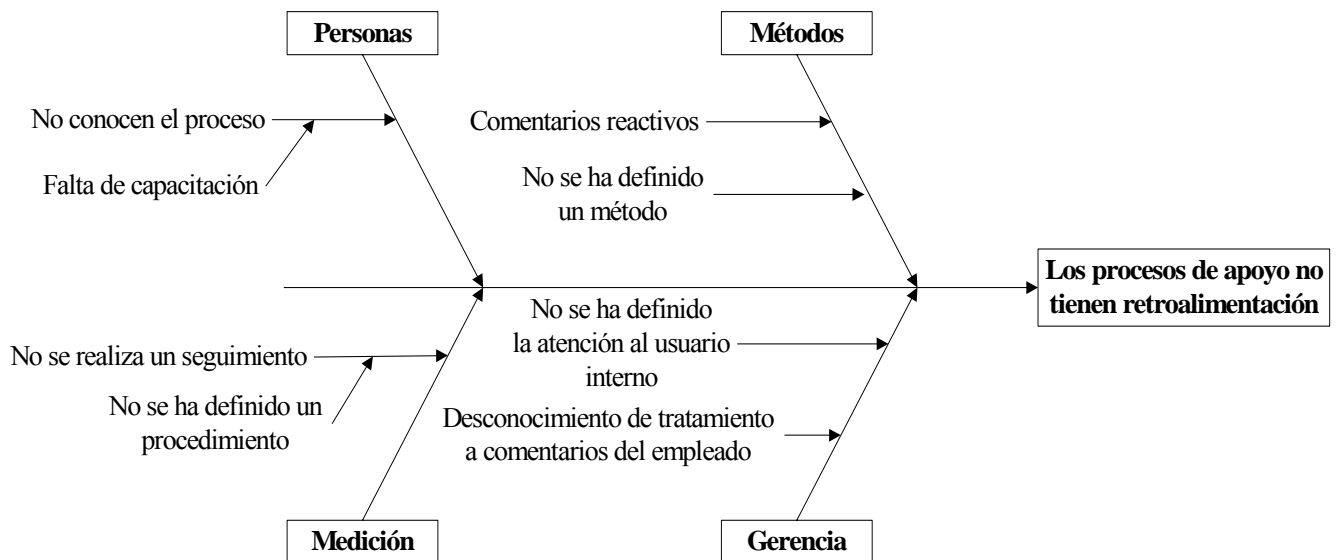 Personas
Métodos
No conocen el proceso
Falta de capacitación
Comentarios reactivos
No se ha definido
un método
Los procesos de apoyo no
tienen retroalimentación
No se realiza un seguimiento
No se ha definido un
procedimiento
No se ha definido
la atención al usuario
interno
Desconocimiento de tratamiento
a comentarios del empleado
Medición
Gerencia